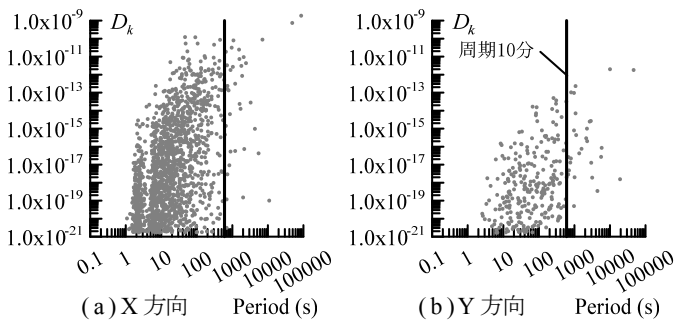 1.0x10⁻⁹ D_k
1.0x10⁻¹¹
1.0x10⁻¹³
1.0x10⁻¹⁵
1.0x10⁻¹⁷
1.0x10⁻¹⁹
1.0x10⁻²¹
0.1 1 10 100 1000 10000 100000
(a) X 方向 Period (s)
1.0x10⁻⁹ D_k
周期10分
1.0x10⁻¹¹
1.0x10⁻¹³
1.0x10⁻¹⁵
1.0x10⁻¹⁷
1.0x10⁻¹⁹
1.0x10⁻²¹
0.1 1 10 100 1000 10000 100000
(b) Y 方向 Period (s)